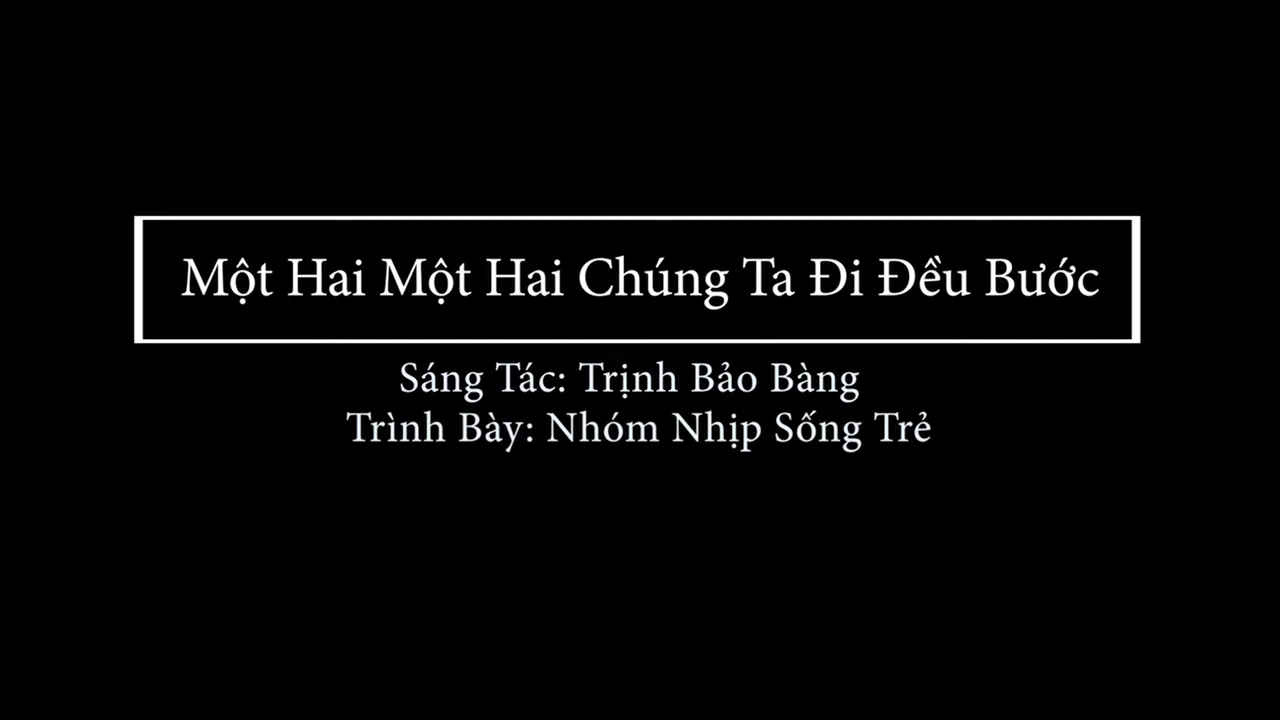 Một Hai Một Hai Chúng Ta Đi Đều Bước
Sáng Tác: Trịnh Bảo Bàng
Trình Bày: Nhóm Nhịp Sống Trẻ